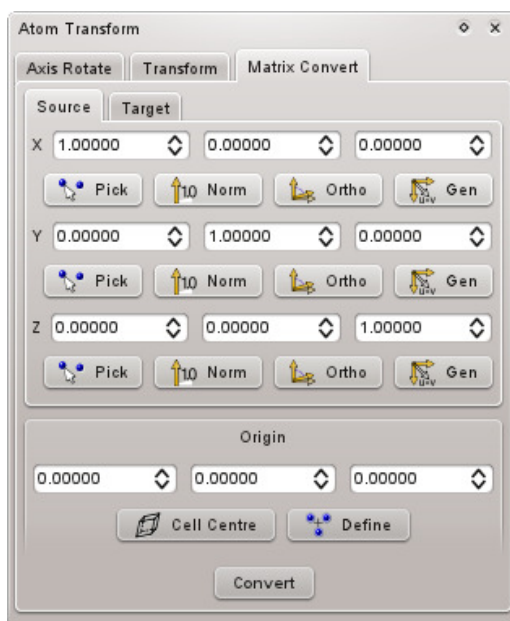 Atom Transform
Axis Rotate Transform Matrix Convert
Source Target
X 1.00000 0.00000 0.00000
Pick 1.0 Norm Ortho Gen
Y 0.00000 1.00000 0.00000
Pick 1.0 Norm Ortho Gen
Z 0.00000 0.00000 1.00000
Pick 1.0 Norm Ortho Gen
Origin
0.00000 0.00000 0.00000
Cell Centre Define
Convert